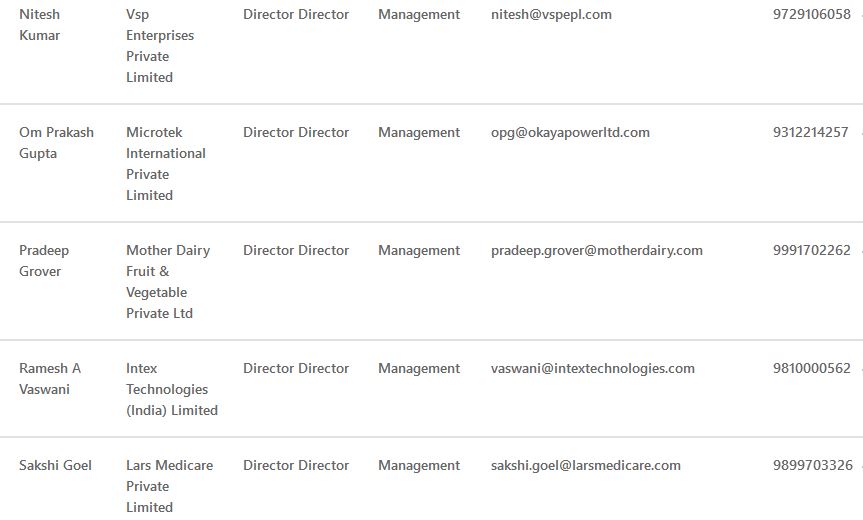 Nitesh Vsp Director Director Management nitesh@vspepl.com 9729106058
Kumar Enterprises
Private
Limited
Om Prakash Microtek Director Director Management opg@okayapowerltd.com 9312214257
Gupta International
Private
Limited
Pradeep Mother Dairy Director Director Management pradeep.grover@motherdairy.com 9991702262
Grover Fruit &
Vegetable
Private Ltd
Ramesh A Intex Director Director Management vaswani@intextechnologies.com 9810000562
Vaswani Technologies
(India) Limited
Sakshi Goel Lars Medicare Director Director Management sakshi.goel@larsmedicare.com 9899703326
Private
Limited